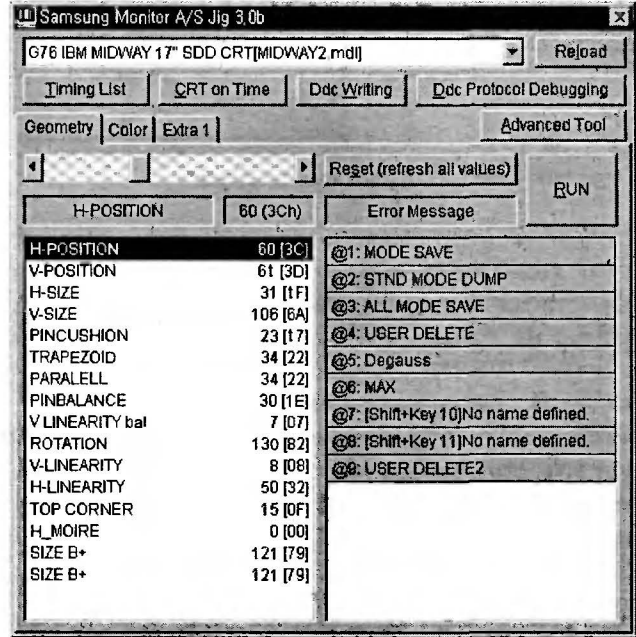 Samsung Monitor A/S Jig 3.0b
G76 IBM MIDWAY 17" SDD CRT[MIDWAY2.mdl]
Reload
Timing List
CRT on Time
Ddc Writing
Ddc Protocol Debugging
Geometry
Color
Extra 1
Advanced Tool
Reset (refresh all values)
RUN
H-POSITION
60 (3Ch)
Error Message
H-POSITION 60 [3C]
V-POSITION 61 [3D]
H-SIZE 31 [1F]
V-SIZE 106 [6A]
PINCUSHION 23 [17]
TRAPEZOID 34 [22]
PARALELL 34 [22]
PINBALANCE 30 [1E]
V LINEARITY bal 7 [07]
ROTATION 130 [82]
V-LINEARITY 8 [08]
H-LINEARITY 50 [32]
TOP CORNER 15 [0F]
H_MOIRE 0 [00]
SIZE B+ 121 [79]
SIZE B+ 121 [79]
@1: MODE SAVE
@2: STND MODE DUMP
@3: ALL MODE SAVE
@4: USER DELETE
@5: Degauss
@6: MAX
@7: [Shift+Key 10]No name defined.
@8: [Shift+Key 11]No name defined.
@9: USER DELETE2